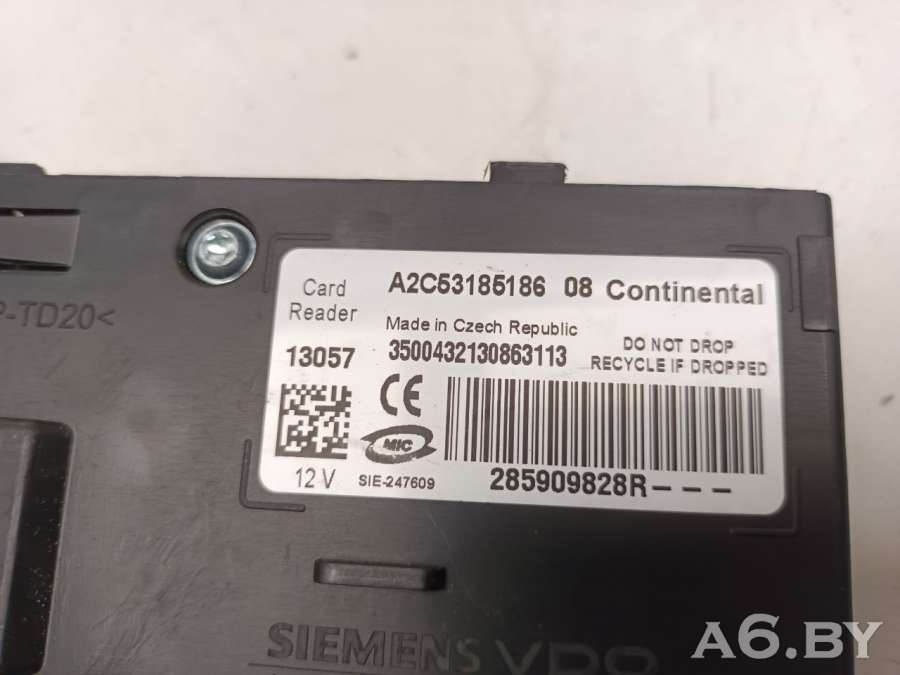 Card
Reader
A2C53185186 08 Continental
Made in Czech Republic
13057
3500432130863113
DO NOT DROP
RECYCLE IF DROPPED
CE
MIC
12 V
SIE-247609
285909828R---
P-TD20<
SIEMENS VDO
A6.BY